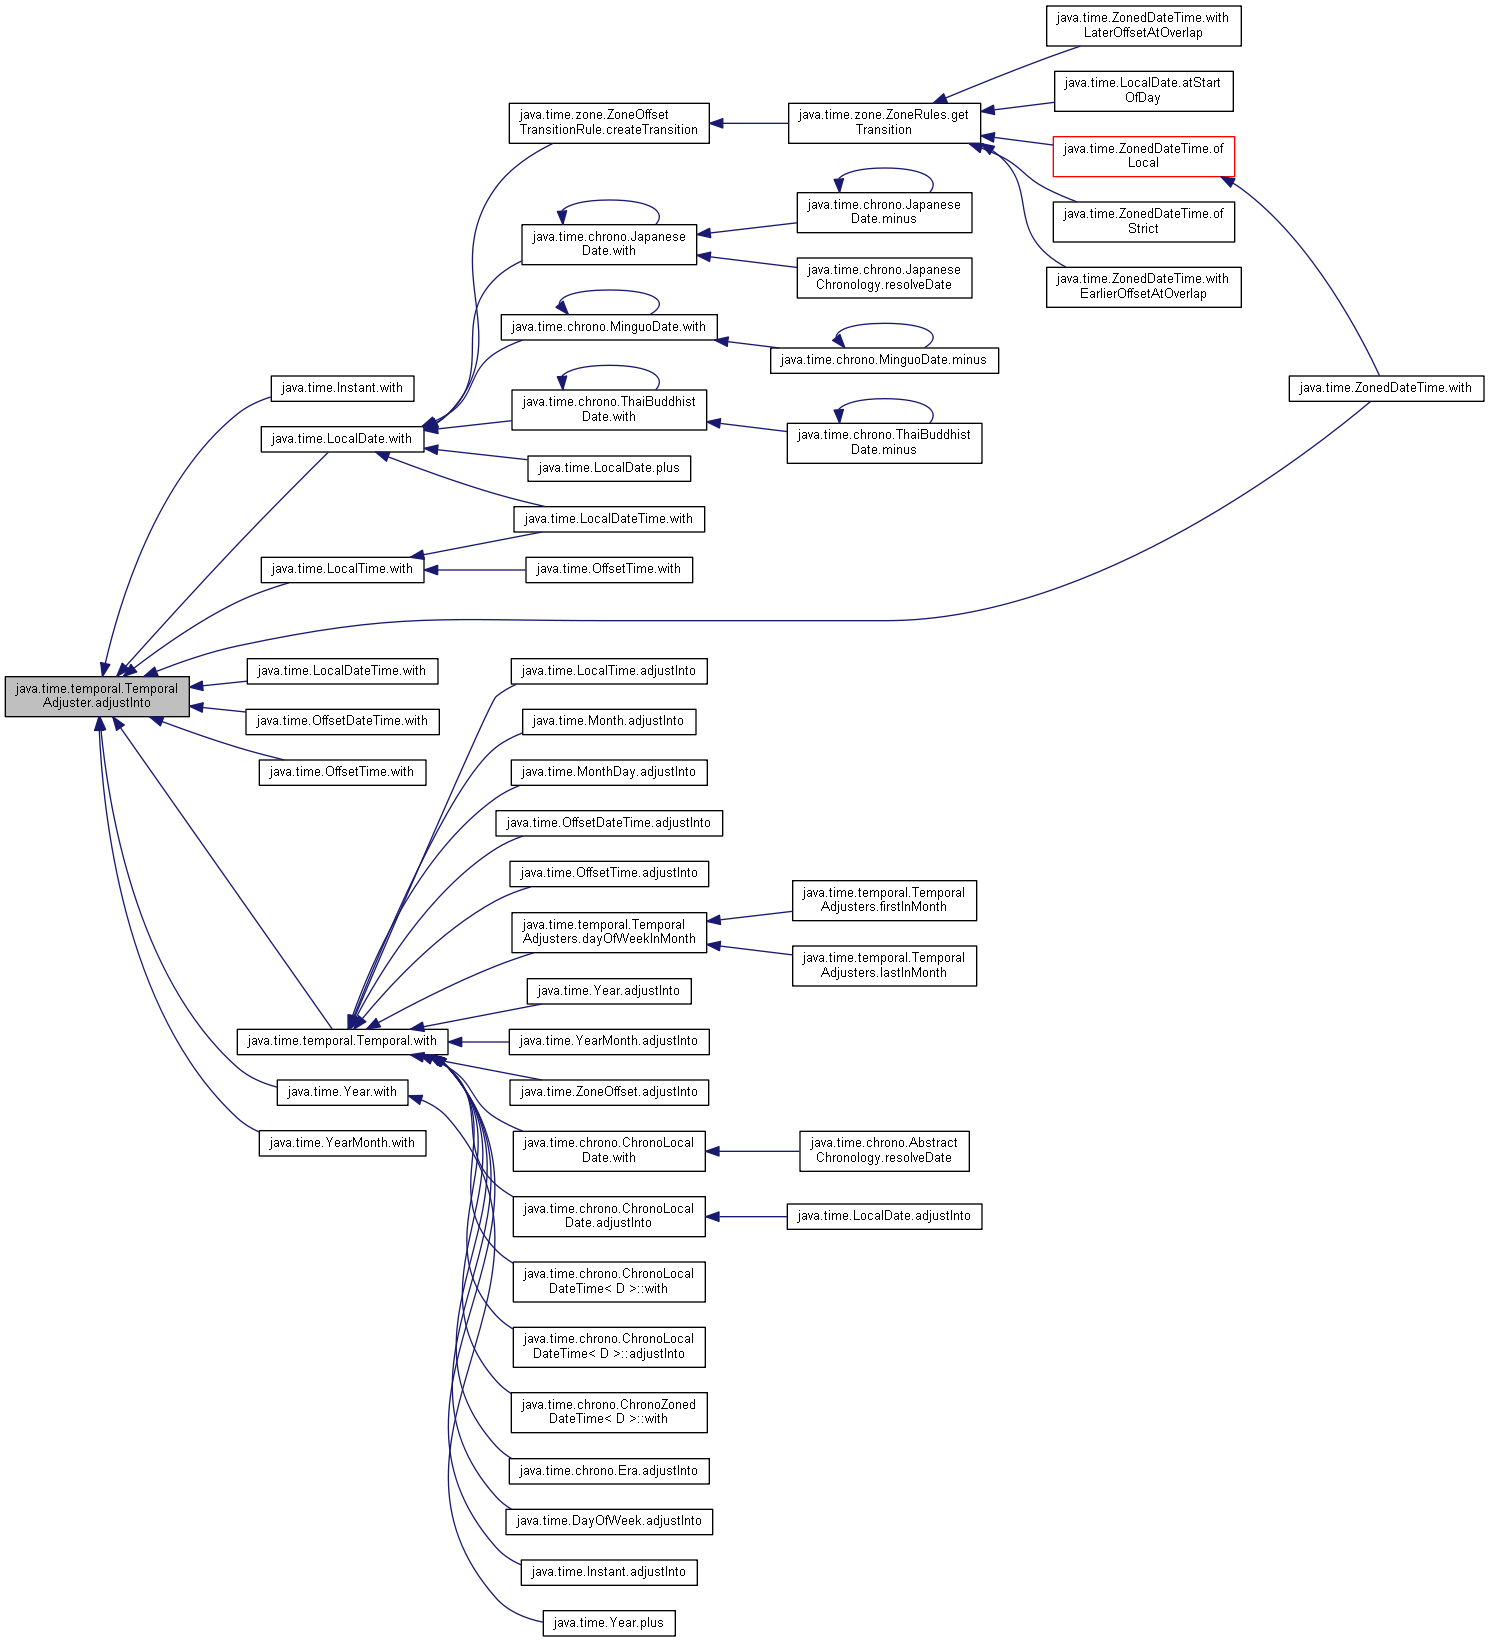 java.time.ZonedDateTime.with
LaterOffsetAtOverlap
java.time.LocalDate.atStart
OfDay
java.time.zone.ZoneOffset
TransitionRule.createTransition
java.time.zone.ZoneRules.get
Transition
java.time.ZonedDateTime.of
Local
java.time.chrono.Japanese
Date.minus
java.time.ZonedDateTime.of
Strict
java.time.chrono.Japanese
Date.with
java.time.chrono.Japanese
Chronology.resolveDate
java.time.ZonedDateTime.with
EarlierOffsetAtOverlap
java.time.chrono.MinguoDate.with
java.time.chrono.MinguoDate.minus
java.time.Instant.with
java.time.ZonedDateTime.with
java.time.chrono.ThaiBuddhist
Date.with
java.time.LocalDate.with
java.time.chrono.ThaiBuddhist
Date.minus
java.time.LocalDate.plus
java.time.LocalDateTime.with
java.time.LocalTime.with
java.time.OffsetTime.with
java.time.LocalDateTime.with
java.time.LocalTime.adjustInto
java.time.temporal.Temporal
Adjuster.adjustInto
java.time.OffsetDateTime.with
java.time.Month.adjustInto
java.time.OffsetTime.with
java.time.MonthDay.adjustInto
java.time.OffsetDateTime.adjustInto
java.time.OffsetTime.adjustInto
java.time.temporal.Temporal
Adjusters.firstInMonth
java.time.temporal.Temporal
Adjusters.dayOfWeekInMonth
java.time.temporal.Temporal
Adjusters.lastInMonth
java.time.Year.adjustInto
java.time.temporal.Temporal.with
java.time.YearMonth.adjustInto
java.time.Year.with
java.time.ZoneOffset.adjustInto
java.time.YearMonth.with
java.time.chrono.ChronoLocal
Date.with
java.time.chrono.Abstract
Chronology.resolveDate
java.time.chrono.ChronoLocal
Date.adjustInto
java.time.LocalDate.adjustInto
java.time.chrono.ChronoLocal
DateTime< D >::with
java.time.chrono.ChronoLocal
DateTime< D >::adjustInto
java.time.chrono.ChronoZoned
DateTime< D >::with
java.time.chrono.Era.adjustInto
java.time.DayOfWeek.adjustInto
java.time.Instant.adjustInto
java.time.Year.plus